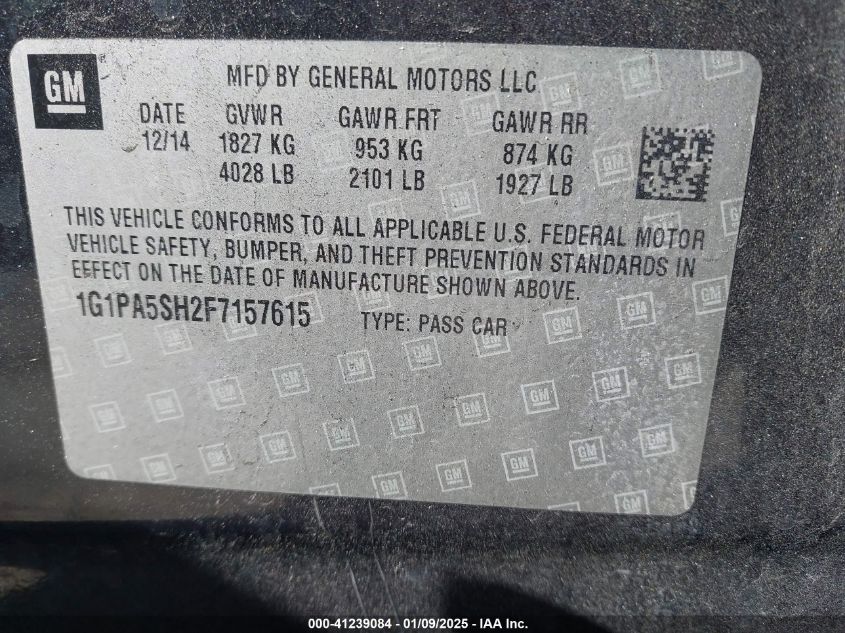 GM
MFD BY GENERAL MOTORS LLC
DATE GVWR GAWR FRT GAWR RR
12/14 1827 KG 953 KG 874 KG
4028 LB 2101 LB 1927 LB
THIS VEHICLE CONFORMS TO ALL APPLICABLE U.S. FEDERAL MOTOR
VEHICLE SAFETY, BUMPER, AND THEFT PREVENTION STANDARDS IN
EFFECT ON THE DATE OF MANUFACTURE SHOWN ABOVE.
1G1PA5SH2F7157615 TYPE: PASS CAR
000-41239084 - 01/09/2025 - IAA Inc.